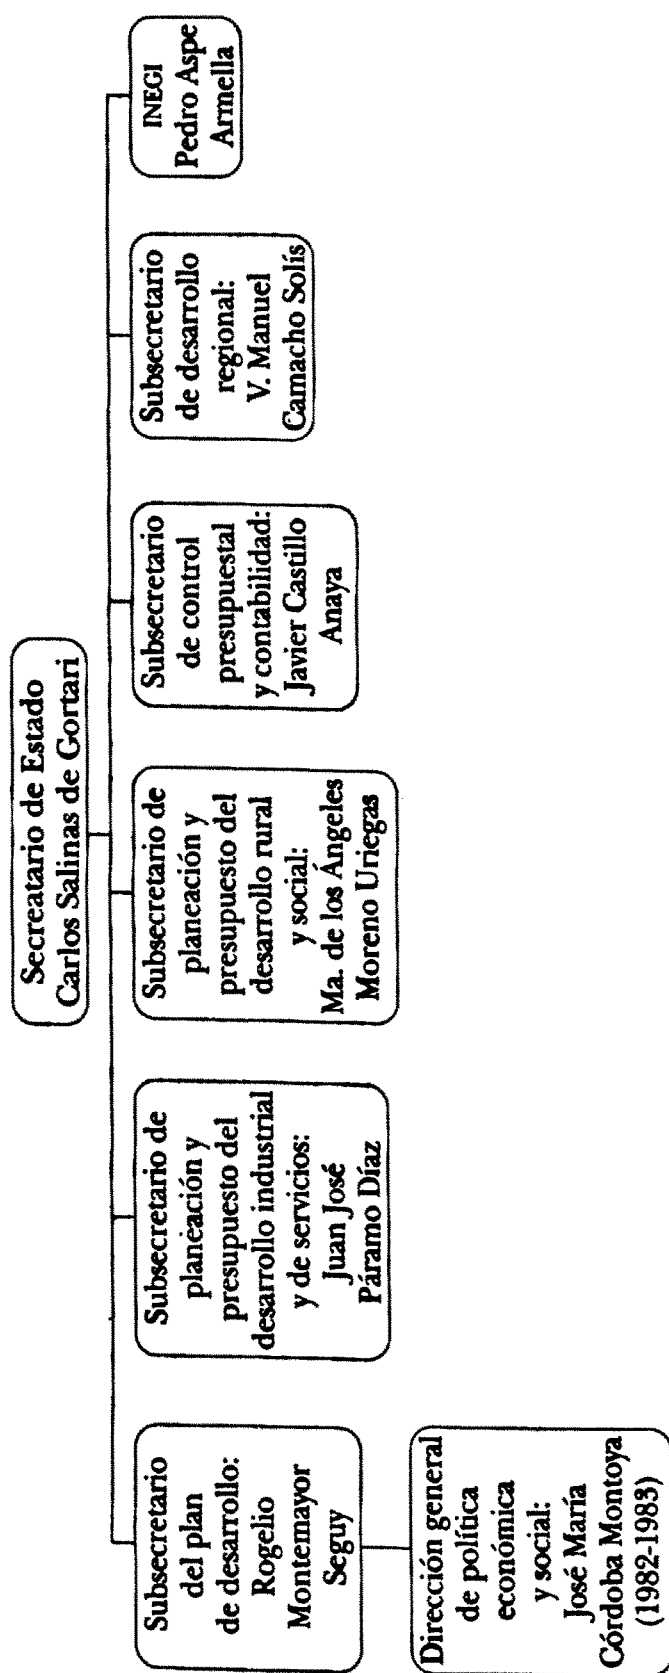 Secreatario de Estado
Carlos Salinas de Gortari
Subsecretario
del plan
de desarrollo:
Rogelio
Montemayor
Seguy
Subsecretario de
planeación y
presupuesto del
desarrollo industrial
y de servicios:
Juan José
Páramo Díaz
Subsecretario de
planeación y
presupuesto del
desarrollo rural
y social:
Ma. de los Ángeles
Moreno Uriegas
Subsecretario
de control
presupuestal
y contabilidad:
Javier Castillo
Anaya
Subsecretario
de desarrollo
regional:
V. Manuel
Camacho Solís
INEGI
Pedro Aspe
Armella
Dirección general
de política
económica
y social:
José María
Córdoba Montoya
(1982-1983)